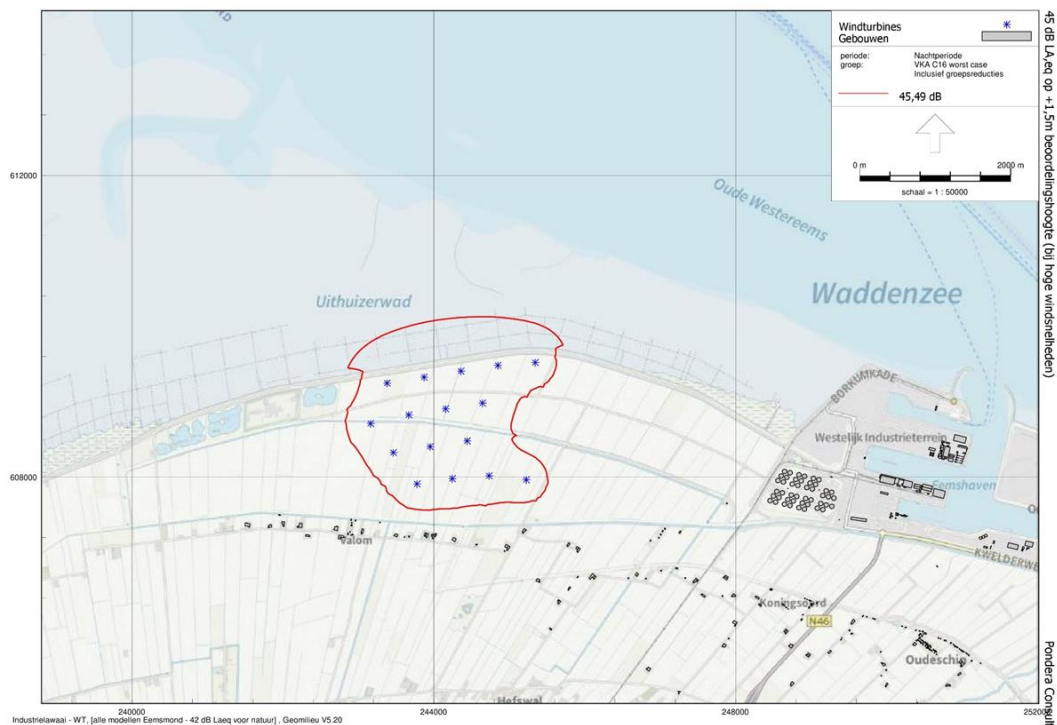 45 dB LA,eq op +1,5m beoordelingshoogte (bij hoge windsnelheden)
Windturbines
Gebouwen
periode: Nachtperiode
groep: VKA C16 worst case
Inclusief groepsreducties
45,49 dB
0 m 2000 m
schaal = 1 : 50000
612000
Oude Westereems
Waddenzee
Uithuizerwad
BORKUMKADE
Westelijk Industrieterrein
608000
Eemshaven
KWELDERWE
Valom
Koningsoord
N46
Oudeschip
Hefswal
240000 244000 248000 252000
Industrielawaai - WT, [alle modellen Eemsmond - 42 dB Laeq voor natuur] , Geomilieu V5.20
Pondera Consult